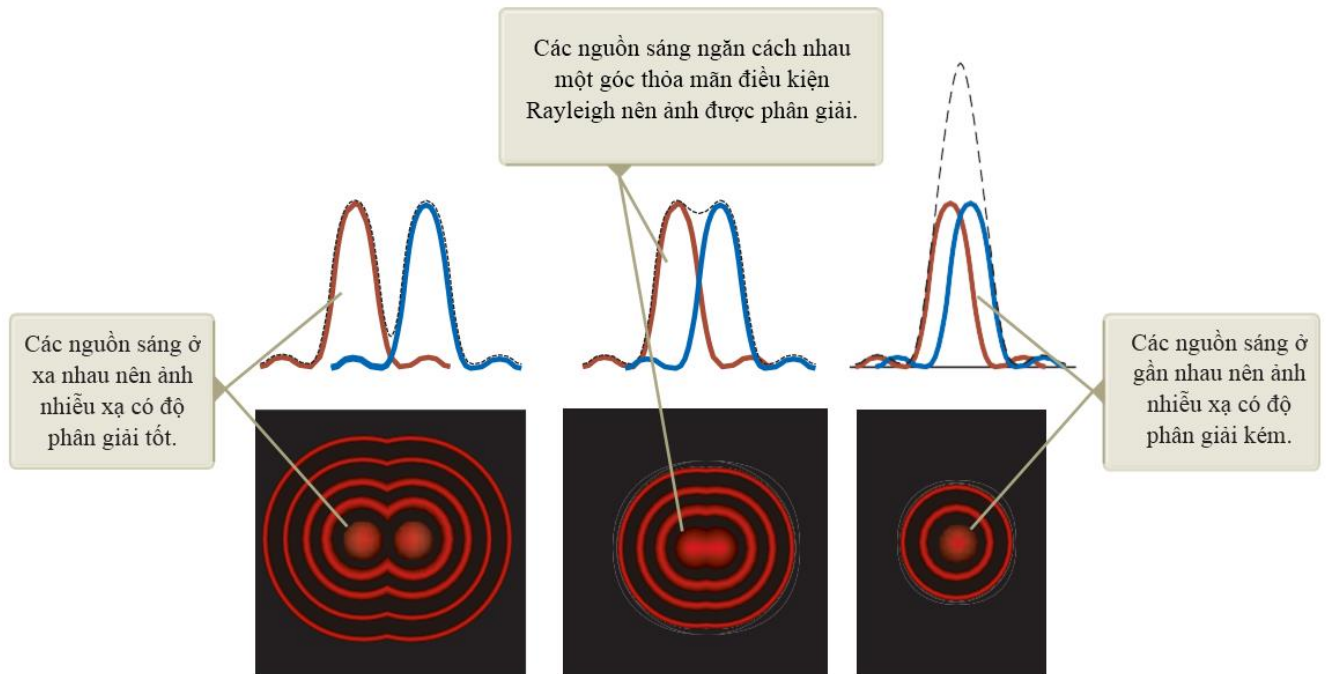 Các nguồn sáng ngăn cách nhau
một góc thỏa mãn điều kiện
Rayleigh nên ảnh được phân giải.
Các nguồn sáng ở
xa nhau nên ảnh
nhiễu xạ có độ
phân giải tốt.
Các nguồn sáng ở
gần nhau nên ảnh
nhiễu xạ có độ
phân giải kém.